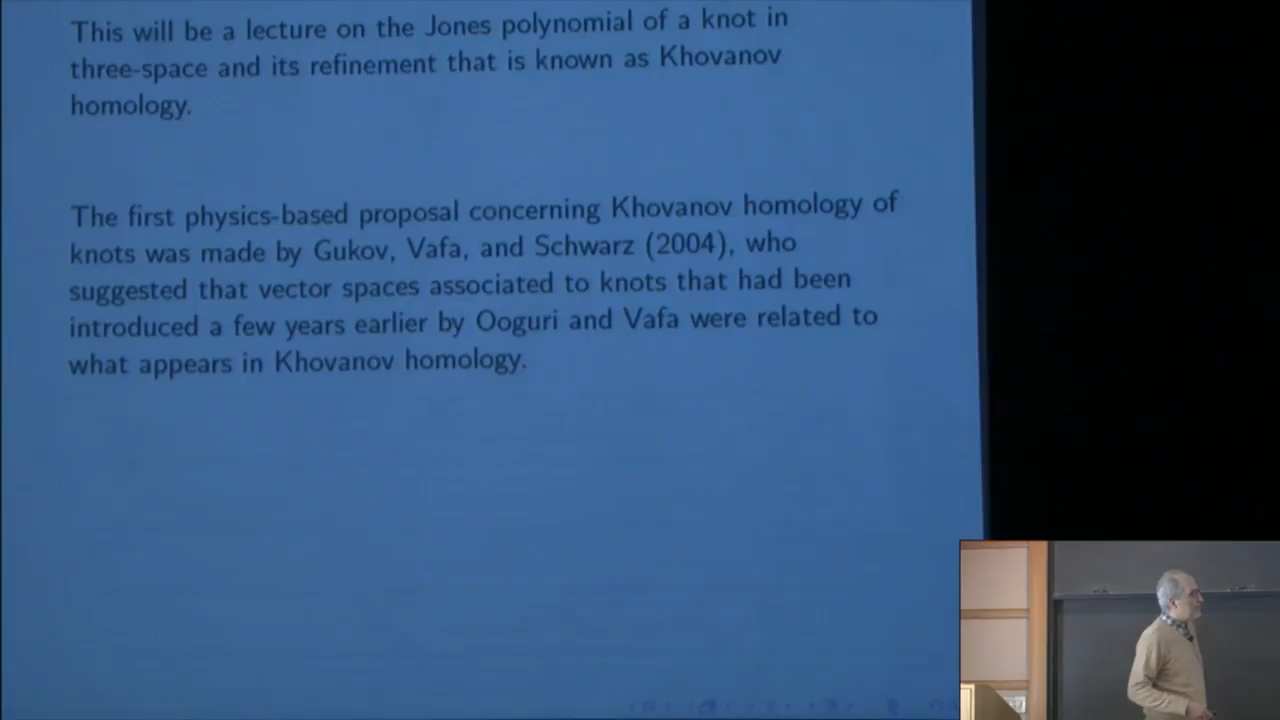 This will be a lecture on the Jones polynomial of a knot in
three-space and its refinement that is known as Khovanov
homology.
The first physics-based proposal concerning Khovanov homology of
knots was made by Gukov, Vafa, and Schwarz (2004), who
suggested that vector spaces associated to knots that had been
introduced a few years earlier by Ooguri and Vafa were related to
what appears in Khovanov homology.